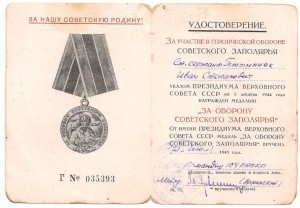 ЗА НАШУ СОВЕТСКУЮ РОДИНУ!
Г № 035393
УДОСТОВЕРЕНИЕ.
ЗА УЧАСТИЕ В ГЕРОИЧЕСКОЙ ОБОРОНЕ
СОВЕТСКОГО ЗАПОЛЯРЬЯ
Иван Степанович
УКАЗОМ ПРЕЗИДИУМА ВЕРХОВНОГО
СОВЕТА СССР от 5 декабря 1944 года
НАГРАЖДЕН МЕДАЛЬЮ
„ЗА ОБОРОНУ
СОВЕТСКОГО ЗАПОЛЯРЬЯ"
ОТ ИМЕНИ ПРЕЗИДИУМА ВЕРХОВНОГО
СОВЕТА СССР МЕДАЛЬ „ЗА ОБОРОНУ
СОВЕТСКОГО ЗАПОЛЯРЬЯ" ВРУЧЕНА
1945 года